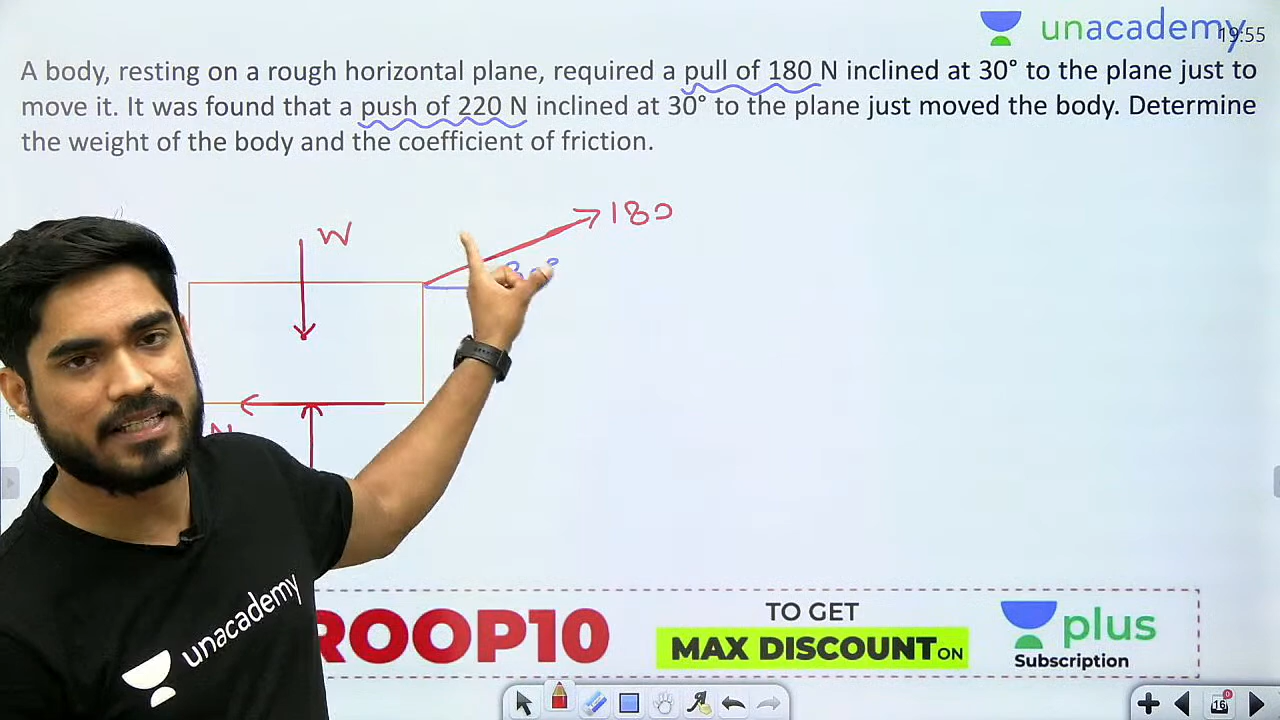 unacademy
19:55
A body, resting on a rough horizontal plane, required a pull of 180 N inclined at 30° to the plane just to
move it. It was found that a push of 220 N inclined at 30° to the plane just moved the body. Determine
the weight of the body and the coefficient of friction.
W
180
30°
N
unacademy
ROOP10
TO GET
MAX DISCOUNT ON
plus
Subscription
16
0